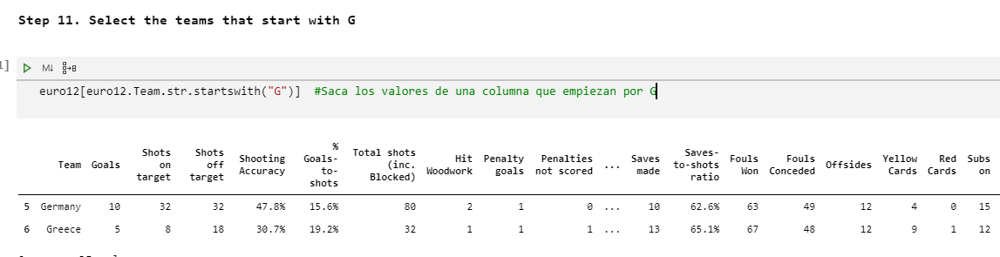 Step 11. Select the teams that start with G
1]
M↓
euro12[euro12.Team.str.startswith("G")]  #Saca los valores de una columna que empiezan por G
Team Goals Shots on target Shots off target Shooting Accuracy % Goals-to-shots Total shots (inc. Blocked) Hit Woodwork Penalty goals Penalties not scored ... Saves made Saves-to-shots ratio Fouls Won Fouls Conceded Offsides Yellow Cards Red Cards Subs on
5 Germany 10 32 32 47.8% 15.6% 80 2 1 0 ... 10 62.6% 63 49 12 4 0 15
6 Greece 5 8 18 30.7% 19.2% 32 1 1 1 ... 13 65.1% 67 48 12 9 1 12